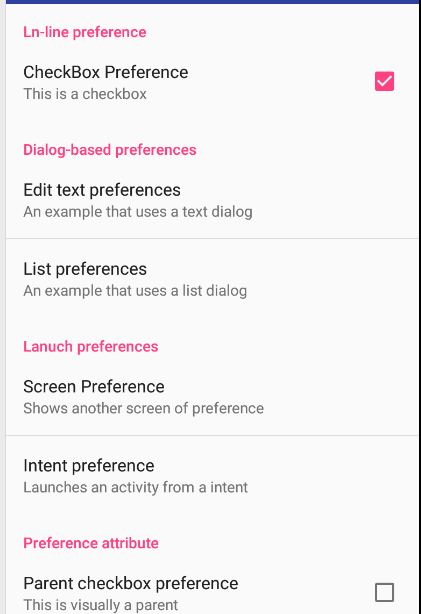 Ln-line preference
CheckBox Preference
This is a checkbox
Dialog-based preferences
Edit text preferences
An example that uses a text dialog
List preferences
An example that uses a list dialog
Lanuch preferences
Screen Preference
Shows another screen of preference
Intent preference
Launches an activity from a intent
Preference attribute
Parent checkbox preference
This is visually a parent